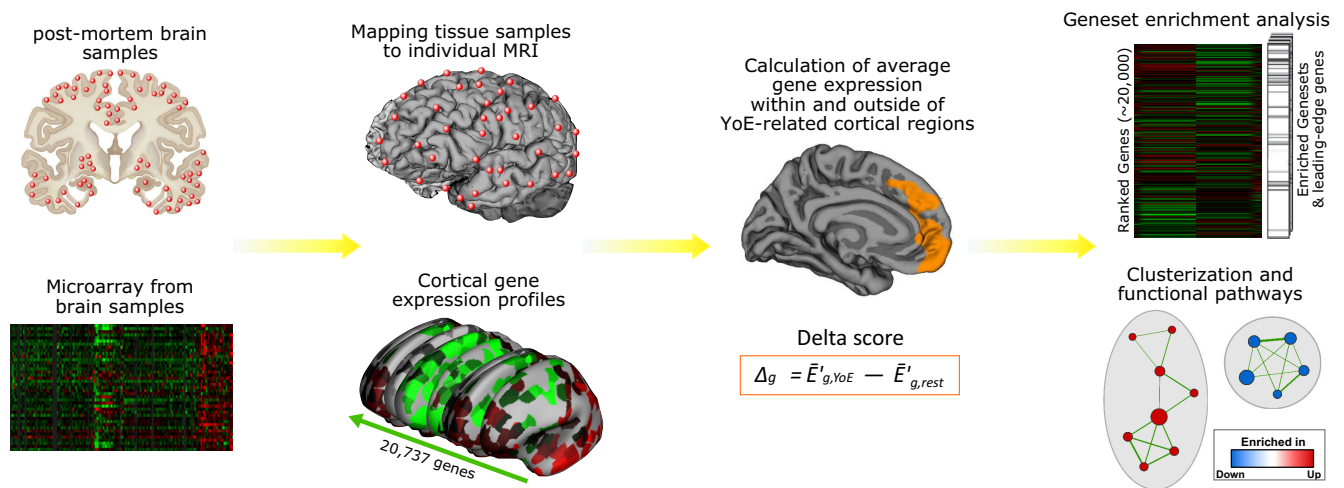 post-mortem brain
samples
Microarray from
brain samples
Mapping tissue samples
to individual MRI
Cortical gene
expression profiles
20,737 genes
Calculation of average
gene expression
within and outside of
YoE-related cortical regions
Delta score
Δg = Ē'g,YoE — Ē'g,rest
Geneset enrichment analysis
Ranked Genes (~20,000)
Enriched Genesets
& leading-edge genes
Clusterization and
functional pathways
Enriched in
Down Up